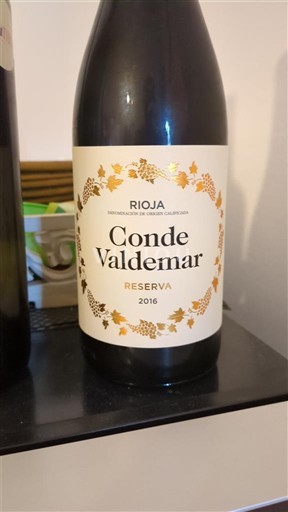 RIOJA
DENOMINACIÓN DE ORIGEN CALIFICADA
Conde
Valdemar
RESERVA
2016